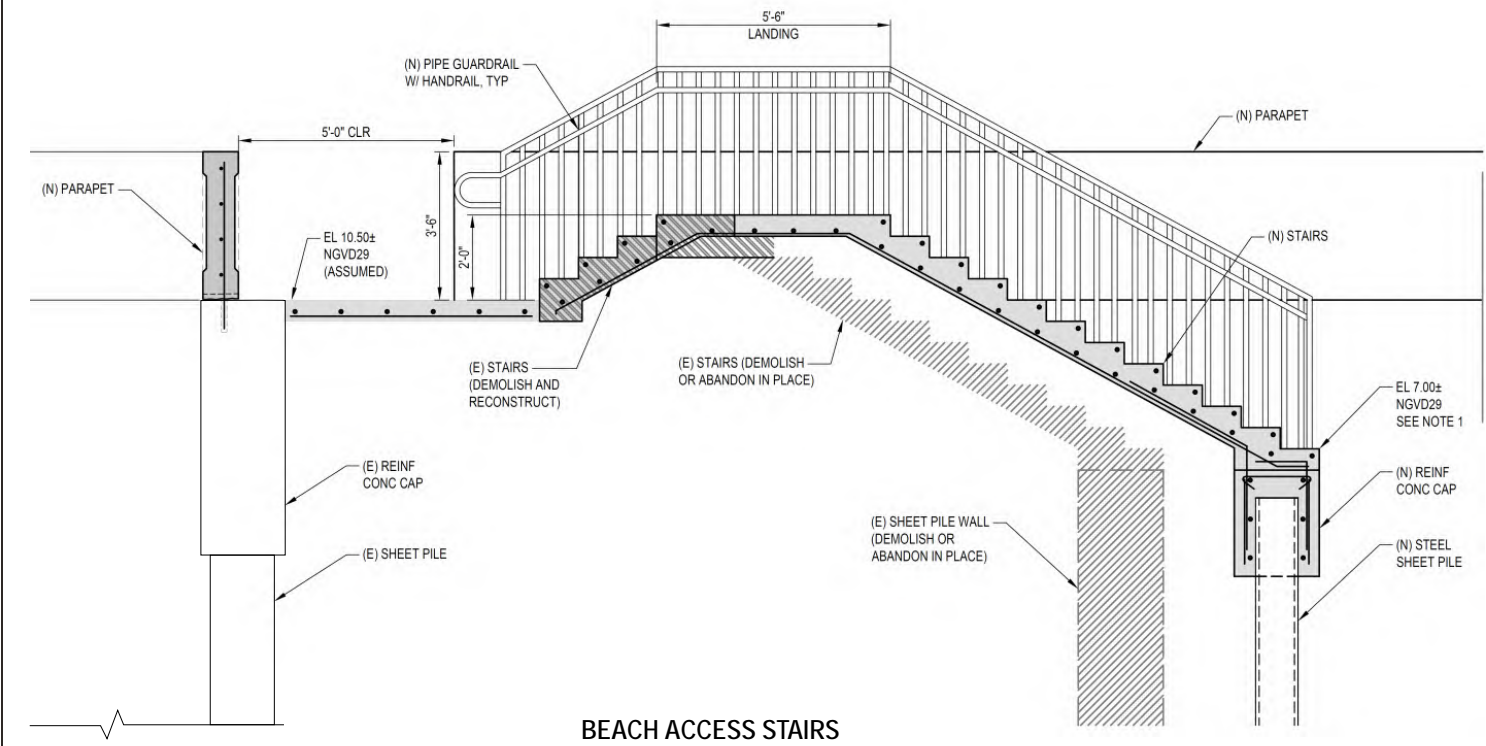 5'-6"
LANDING
(N) PIPE GUARDRAIL
W/ HANDRAIL, TYP
(N) PARAPET
5'-0" CLR
(N) PARAPET
EL 10.50±
NGVD29
(ASSUMED)
3'-6"
2'-0"
(N) STAIRS
(E) STAIRS
(DEMOLISH AND
RECONSTRUCT)
(E) STAIRS (DEMOLISH
OR ABANDON IN PLACE)
EL 7.00±
NGVD29
SEE NOTE 1
(E) REINF
CONC CAP
(N) REINF
CONC CAP
(E) SHEET PILE WALL
(DEMOLISH OR
ABANDON IN PLACE)
(E) SHEET PILE
(N) STEEL
SHEET PILE
BEACH ACCESS STAIRS